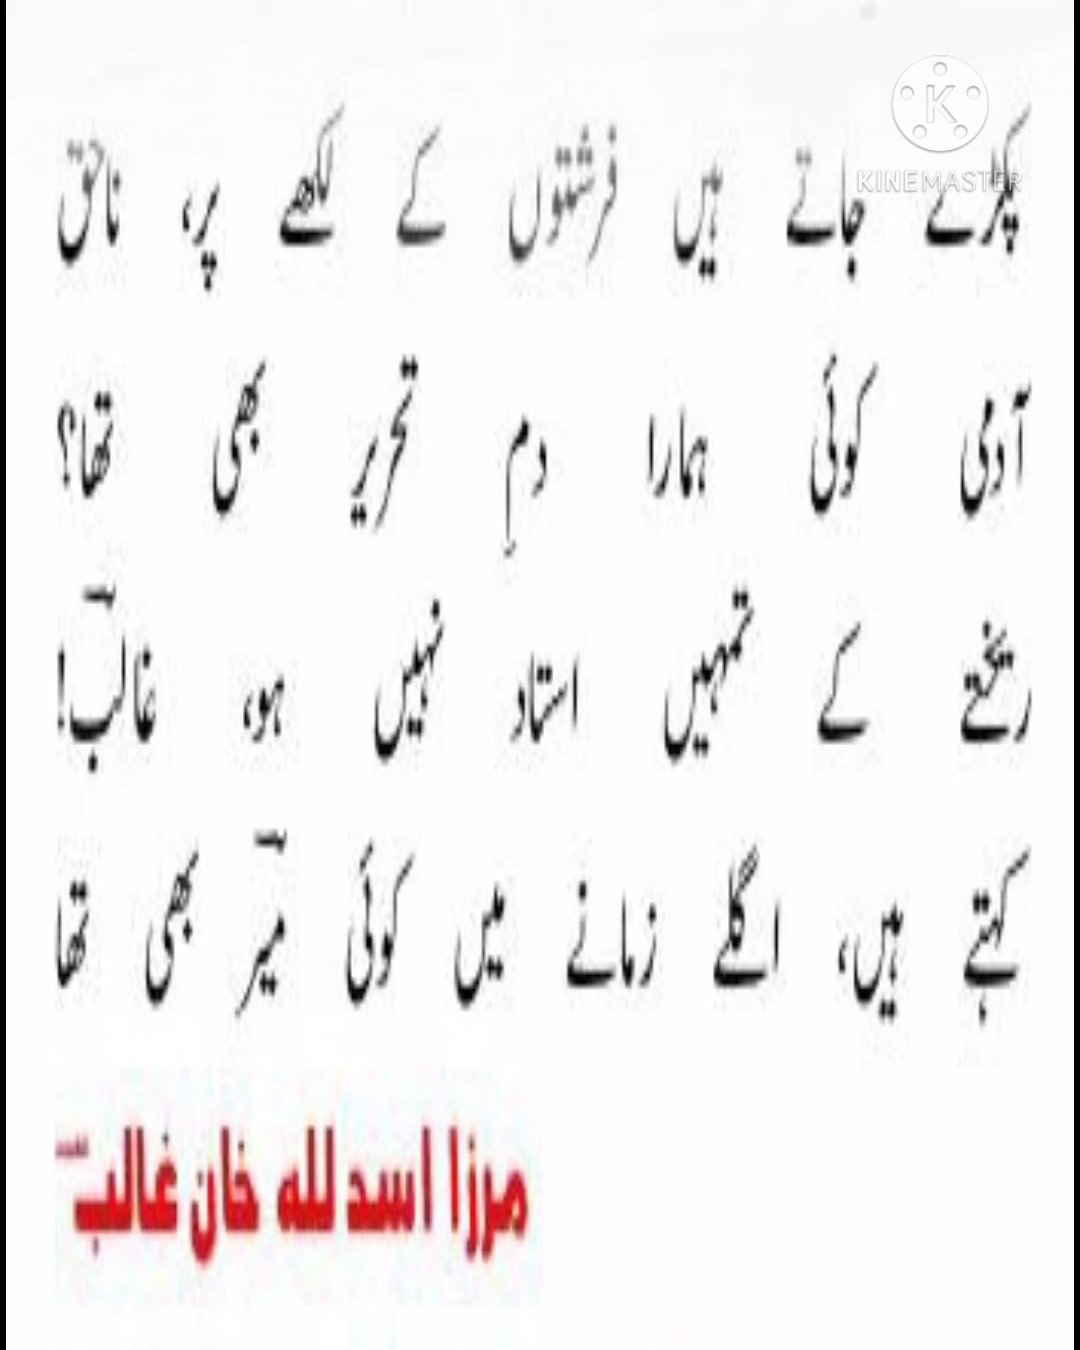 KINEMASTER
پکڑے جاتے ہیں فرشتوں کے لکھے پر، ناحق
آدمی کوئی ہمارا دمِ تحریر بھی تھا؟
ریختے کے تمہیں استاد نہیں ہو، غالبؔ!
کہتے ہیں، اگلے زمانے میں کوئی میرؔ بھی تھا
مرزا اسد لله خان غالبؔ